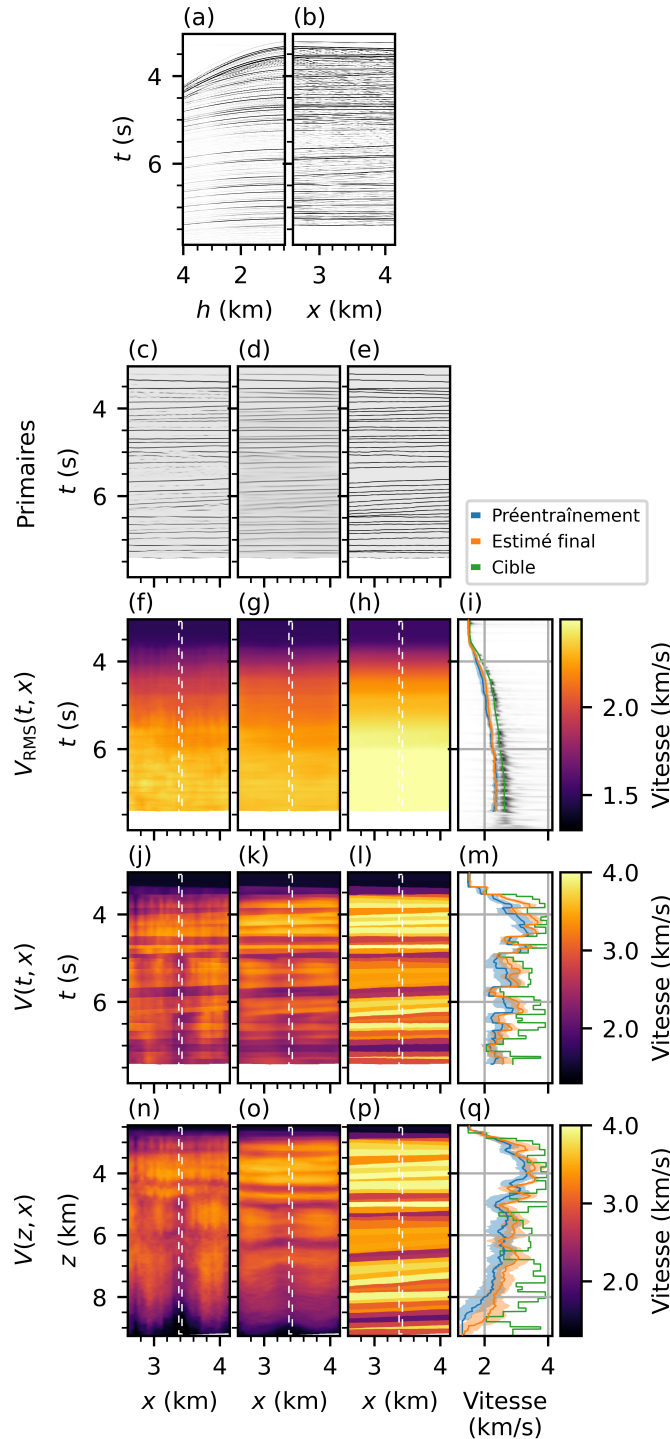 (a) (b)
4
6
t (s)
4 2 3 4
h (km) x (km)
(c) (d) (e)
Primaires
t (s)
4
6
Préentraînement
Estimé final
Cible
(f) (g) (h) (i)
V_RMS(t, x)
t (s)
4
6
2.0
1.5
Vitesse (km/s)
(j) (k) (l) (m)
V(t, x)
t (s)
4
6
4.0
3.0
2.0
Vitesse (km/s)
(n) (o) (p) (q)
V(z, x)
z (km)
4
6
8
4.0
3.0
2.0
Vitesse (km/s)
3 4 3 4 3 4 2 4
x (km) x (km) x (km) Vitesse
(km/s)